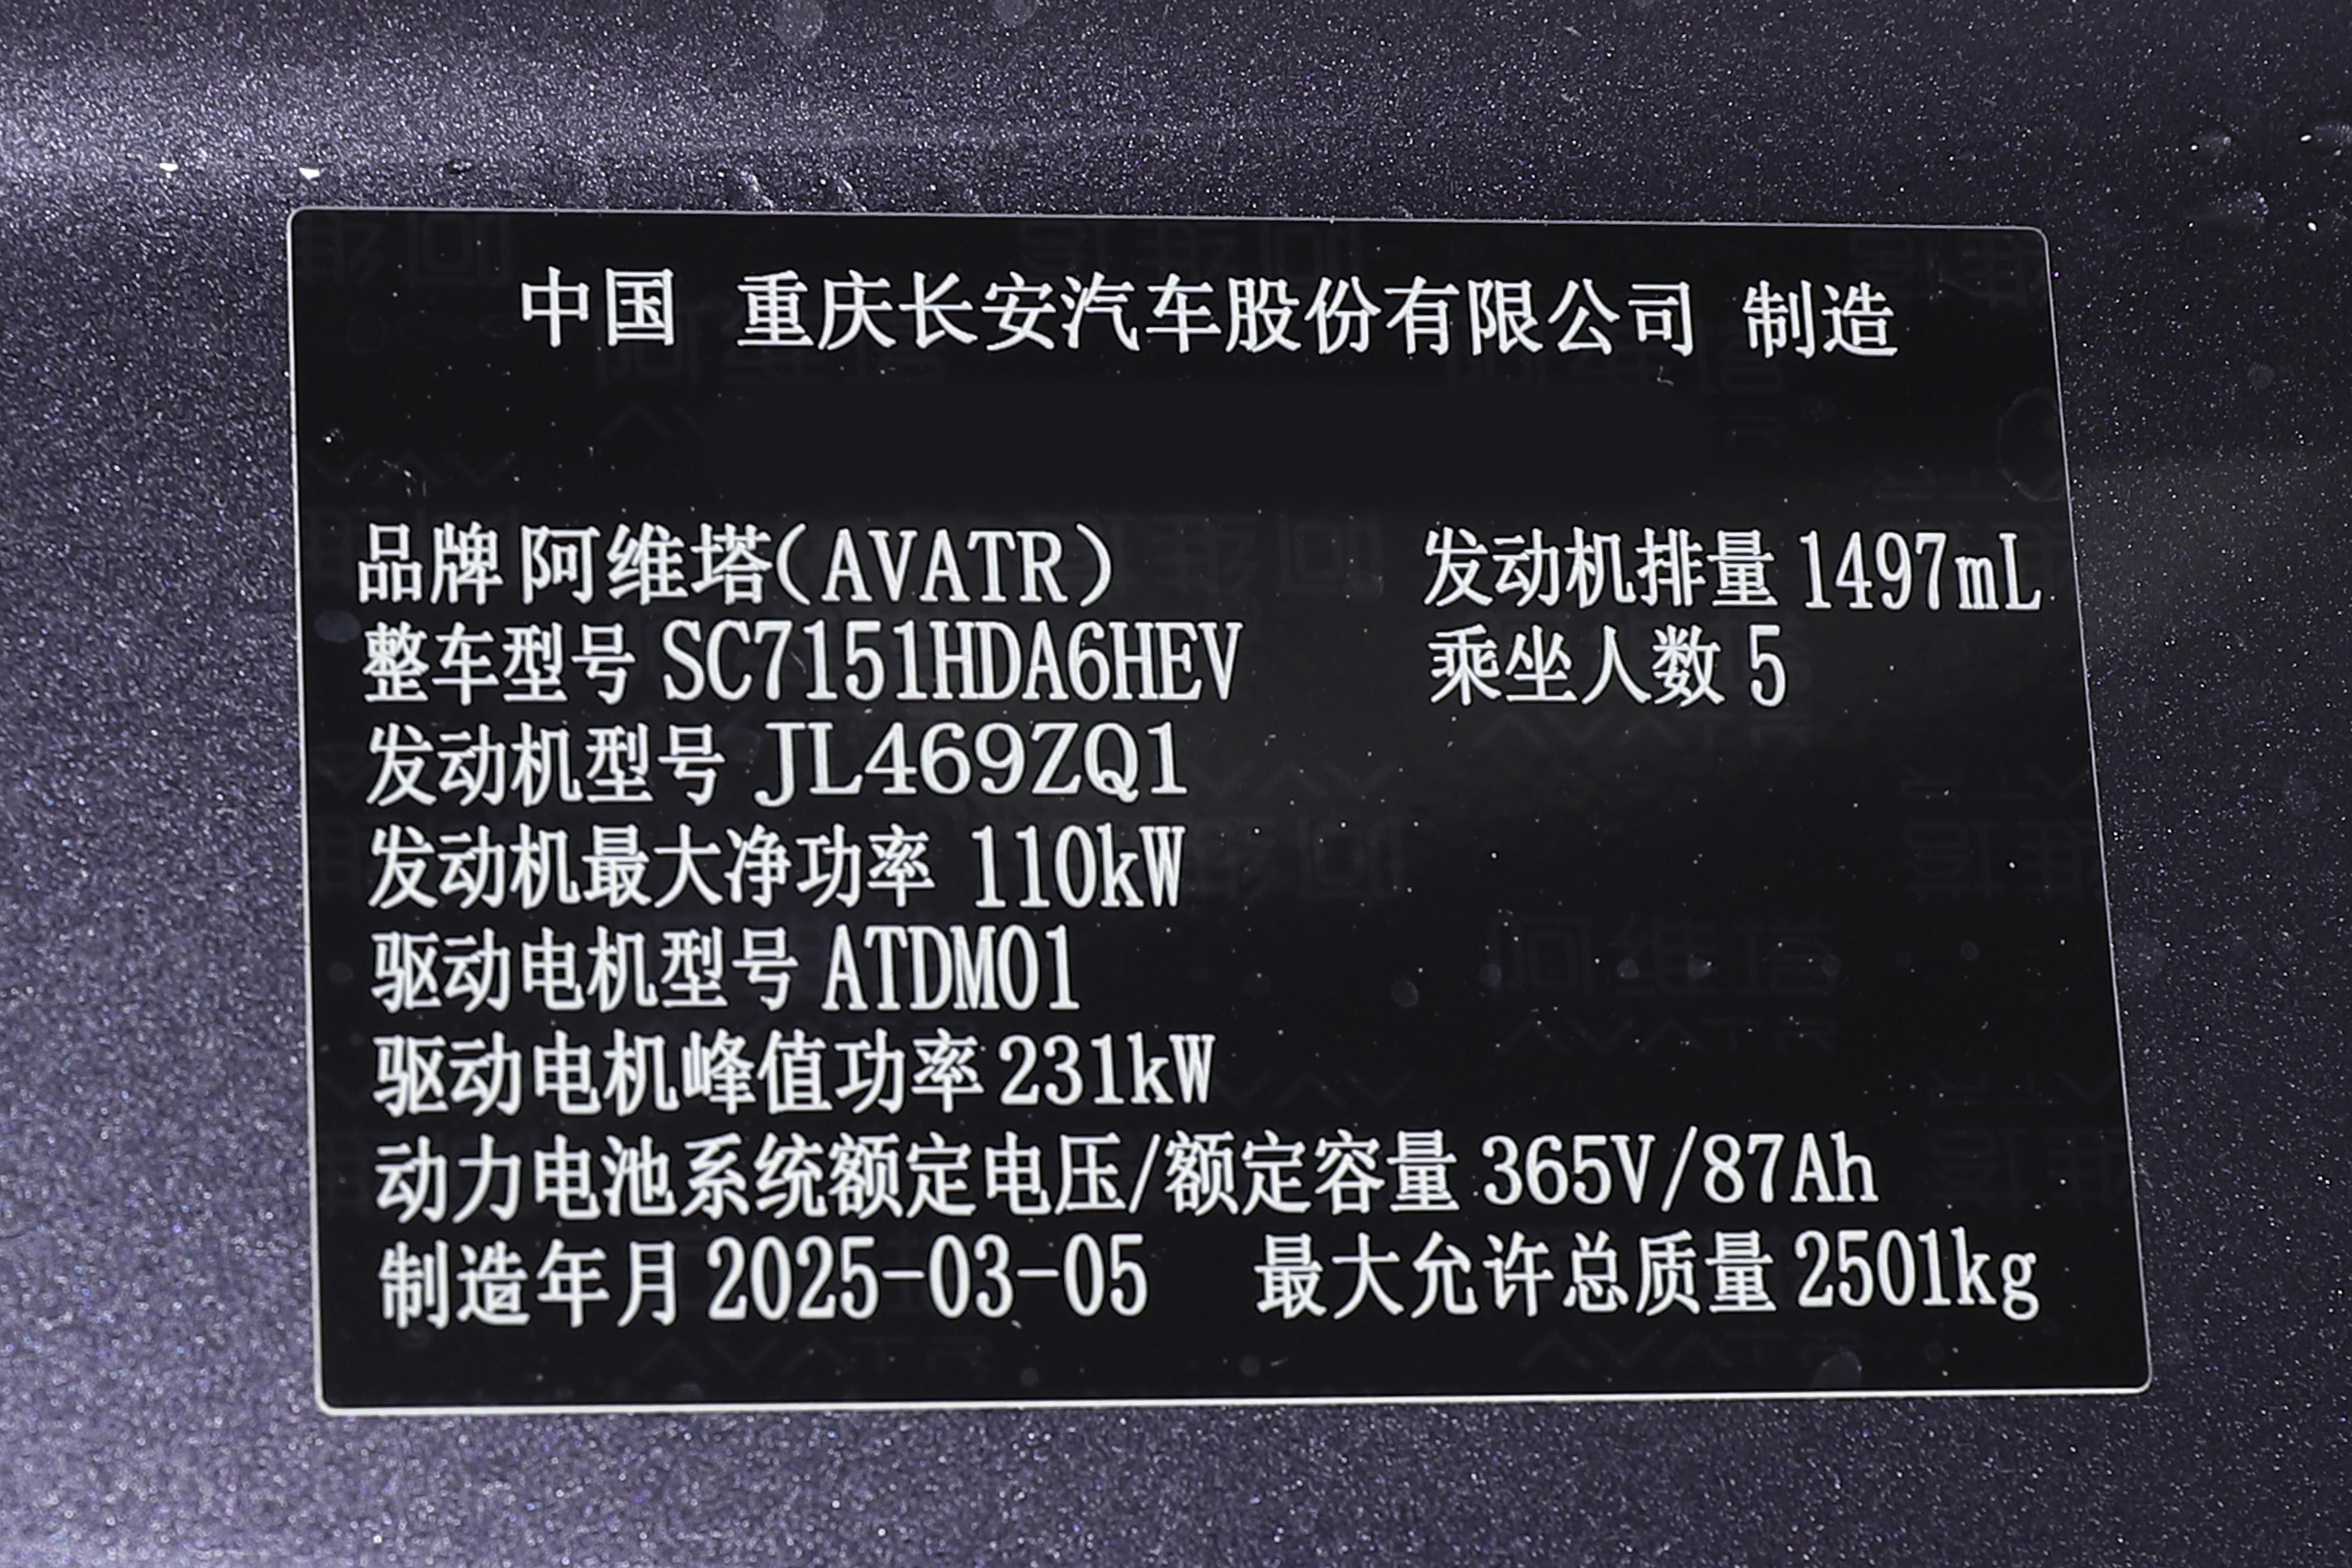 中国 重庆长安汽车股份有限公司 制造
品牌 阿维塔(AVATR) 发动机排量 1497mL
整车型号 SC7151HDA6HEV 乘坐人数 5
发动机型号 JL469ZQ1
发动机最大净功率 110kW
驱动电机型号 ATDM01
驱动电机峰值功率 231kW
动力电池系统额定电压/额定容量 365V/87Ah
制造年月 2025-03-05 最大允许总质量 2501kg